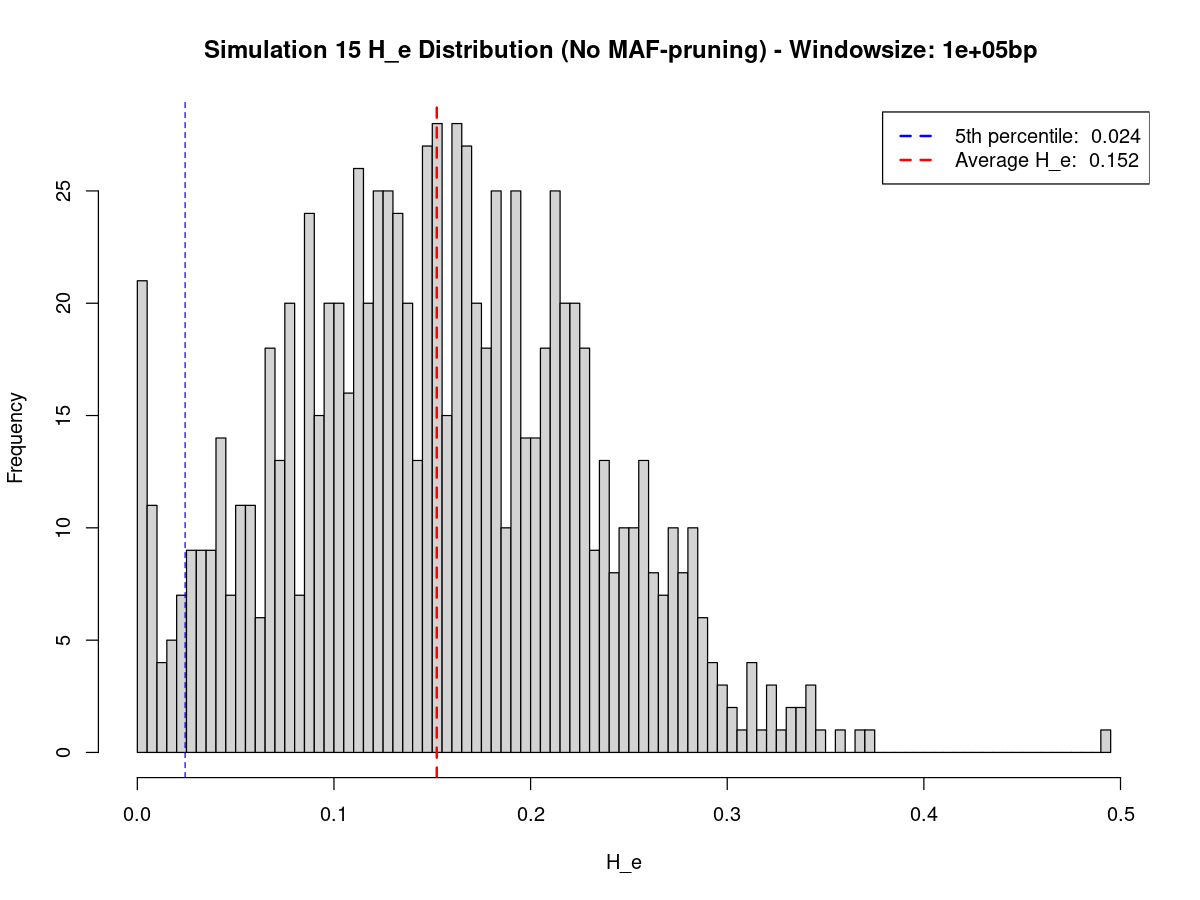 Simulation 15 H_e Distribution (No MAF-pruning) - Windowsize: 1e+05bp
5th percentile: 0.024
Average H_e: 0.152
Frequency
25
20
15
10
5
0
0.0 0.1 0.2 0.3 0.4 0.5
H_e